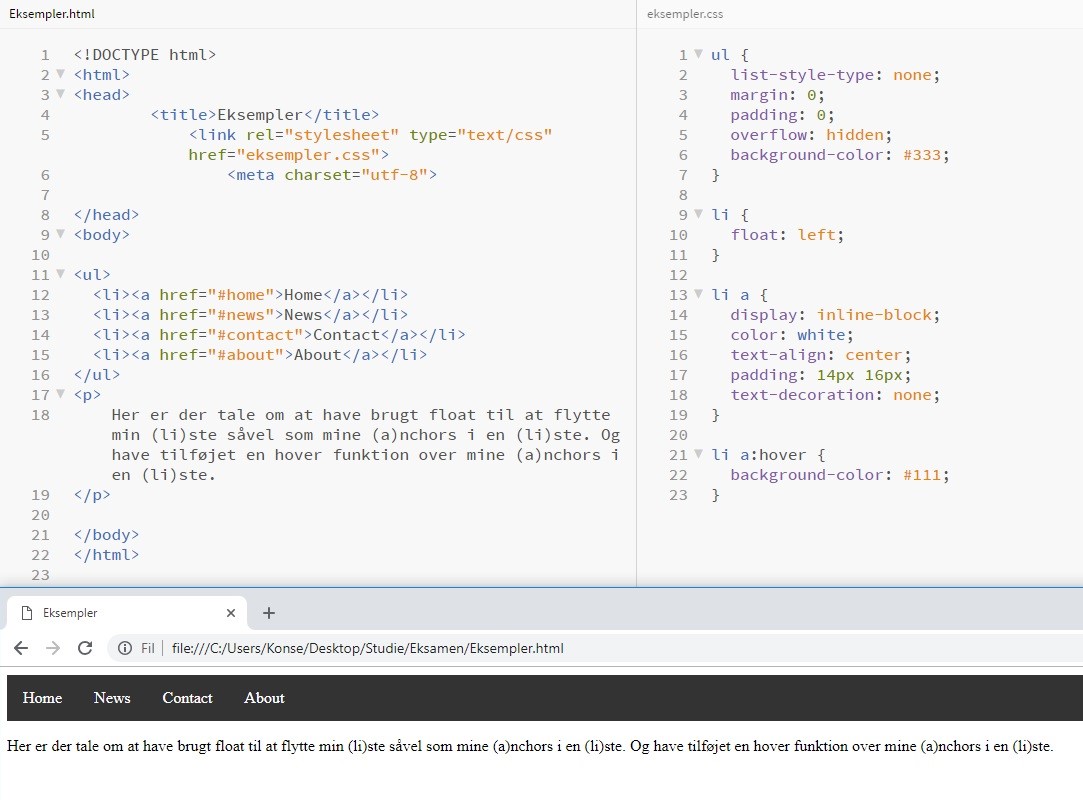 Eksempler.html
1 <!DOCTYPE html>
2 <html>
3 <head>
4 <title>Eksempler</title>
5 <link rel="stylesheet" type="text/css"
href="eksempler.css">
6 <meta charset="utf-8">
7
8 </head>
9 <body>
10
11 <ul>
12 <li><a href="#home">Home</a></li>
13 <li><a href="#news">News</a></li>
14 <li><a href="#contact">Contact</a></li>
15 <li><a href="#about">About</a></li>
16 </ul>
17 <p>
18 Her er der tale om at have brugt float til at flytte
min (li)ste såvel som mine (a)nchors i en (li)ste. Og
have tilføjet en hover funktion over mine (a)nchors i
en (li)ste.
19 </p>
20
21 </body>
22 </html>
23
eksempler.css
1 ul {
2 list-style-type: none;
3 margin: 0;
4 padding: 0;
5 overflow: hidden;
6 background-color: #333;
7 }
8
9 li {
10 float: left;
11 }
12
13 li a {
14 display: inline-block;
15 color: white;
16 text-align: center;
17 padding: 14px 16px;
18 text-decoration: none;
19 }
20
21 li a:hover {
22 background-color: #111;
23 }
Eksempler
Fil file:///C:/Users/Konse/Desktop/Studie/Eksamen/Eksempler.html
Home News Contact About
Her er der tale om at have brugt float til at flytte min (li)ste såvel som mine (a)nchors i en (li)ste. Og have tilføjet en hover funktion over mine (a)nchors i en (li)ste.